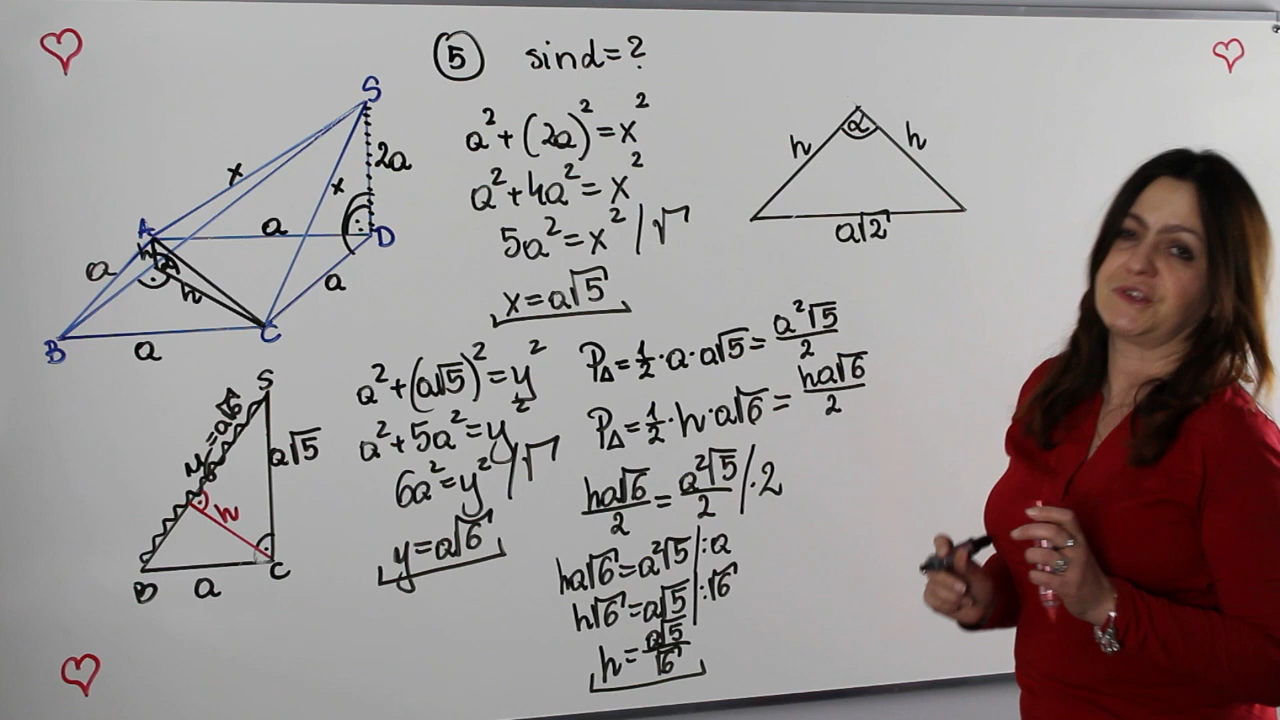 5 sinα=?
S
a²+(2a)²=x²
2a
h
α
h
x
x
a²+4a²=x²
A
a
D
5a²=x² /√
a√2
a
h
α
h
a
x=a√5
B
a
C
S
a²+(a√5)²=y²
P△=½·a·a√5=a²√5/2
y=a√6
a√5
a²+5a²=y²
P△=½·h·a√6=ha√6/2
6a²=y² /√
ha√6/2=a²√5/2 /·2
h
y=a√6
ha√6=a²√5 /:a
B
a
C
h√6=a√5 /:√6
h=a√5/√6